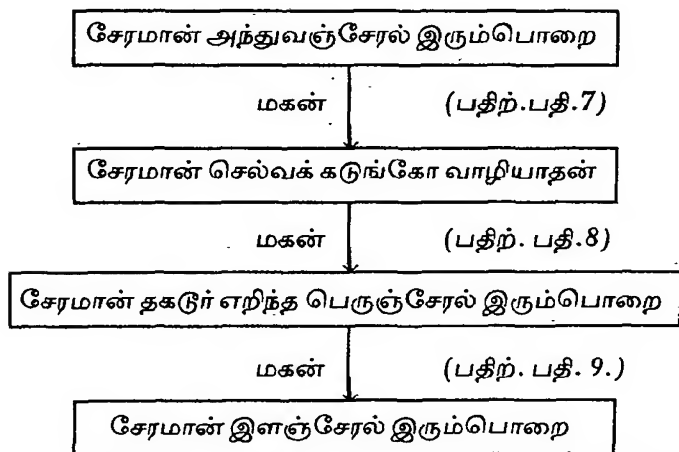 சேரமான் அந்துவஞ்சேரல் இரும்பொறை
மகன் (பதிற்.பதி.7)
சேரமான் செல்வக் கடுங்கோ வாழியாதன்
மகன் (பதிற். பதி.8)
சேரமான் தகடூர் எறிந்த பெருஞ்சேரல் இரும்பொறை
மகன் (பதிற். பதி. 9.)
சேரமான் இளஞ்சேரல் இரும்பொறை